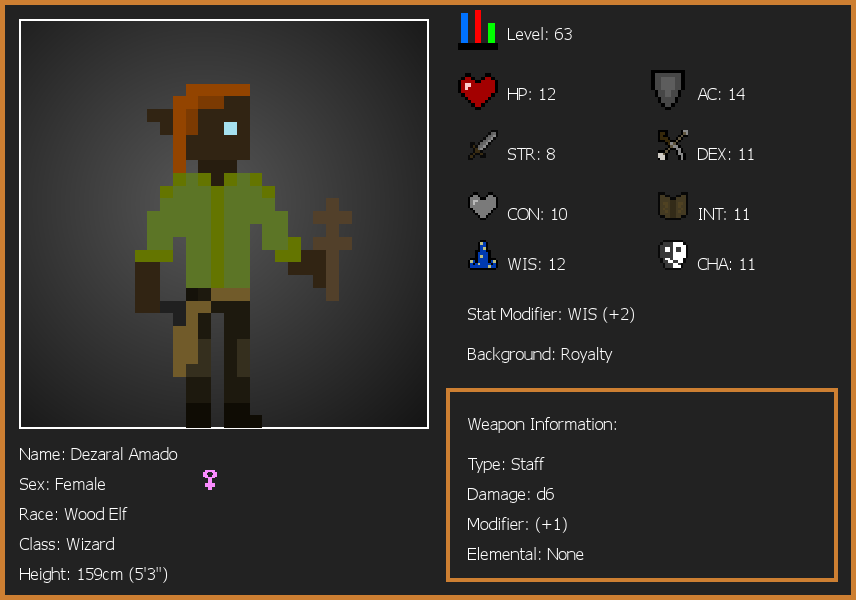 Level: 63
HP: 12
AC: 14
STR: 8
DEX: 11
CON: 10
INT: 11
WIS: 12
CHA: 11
Stat Modifier: WIS (+2)
Background: Royalty
Weapon Information:
Type: Staff
Damage: d6
Modifier: (+1)
Elemental: None
Name: Dezaral Amado
Sex: Female
Race: Wood Elf
Class: Wizard
Height: 159cm (5'3")